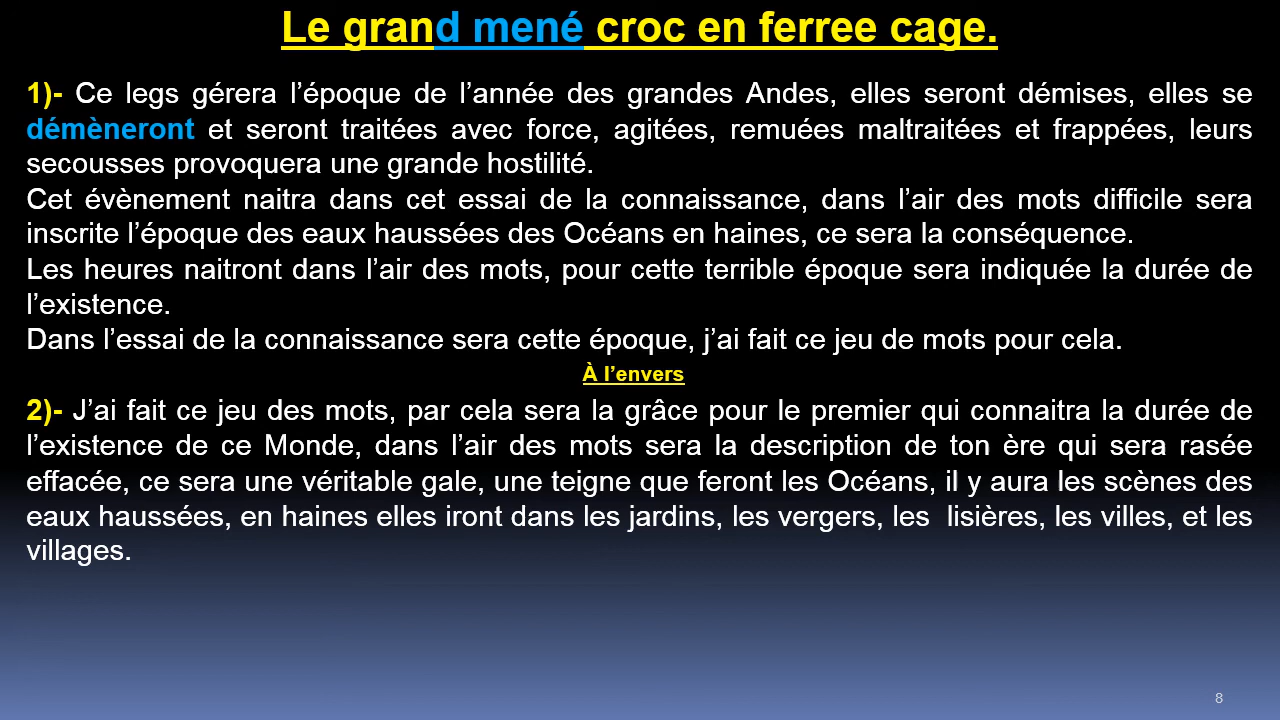 Le grand mené croc en ferree cage.
1)- Ce legs gérera l’époque de l’année des grandes Andes, elles seront démises, elles se
démèneront et seront traitées avec force, agitées, remuées maltraitées et frappées, leurs
secousses provoquera une grande hostilité.
Cet évènement naitra dans cet essai de la connaissance, dans l’air des mots difficile sera
inscrite l’époque des eaux haussées des Océans en haines, ce sera la conséquence.
Les heures naitront dans l’air des mots, pour cette terrible époque sera indiquée la durée de
l’existence.
Dans l’essai de la connaissance sera cette époque, j’ai fait ce jeu de mots pour cela.
À l’envers
2)- J’ai fait ce jeu des mots, par cela sera la grâce pour le premier qui connaitra la durée de
l’existence de ce Monde, dans l’air des mots sera la description de ton ère qui sera rasée
effacée, ce sera une véritable gale, une teigne que feront les Océans, il y aura les scènes des
eaux haussées, en haines elles iront dans les jardins, les vergers, les  lisières, les villes, et les
villages.
8